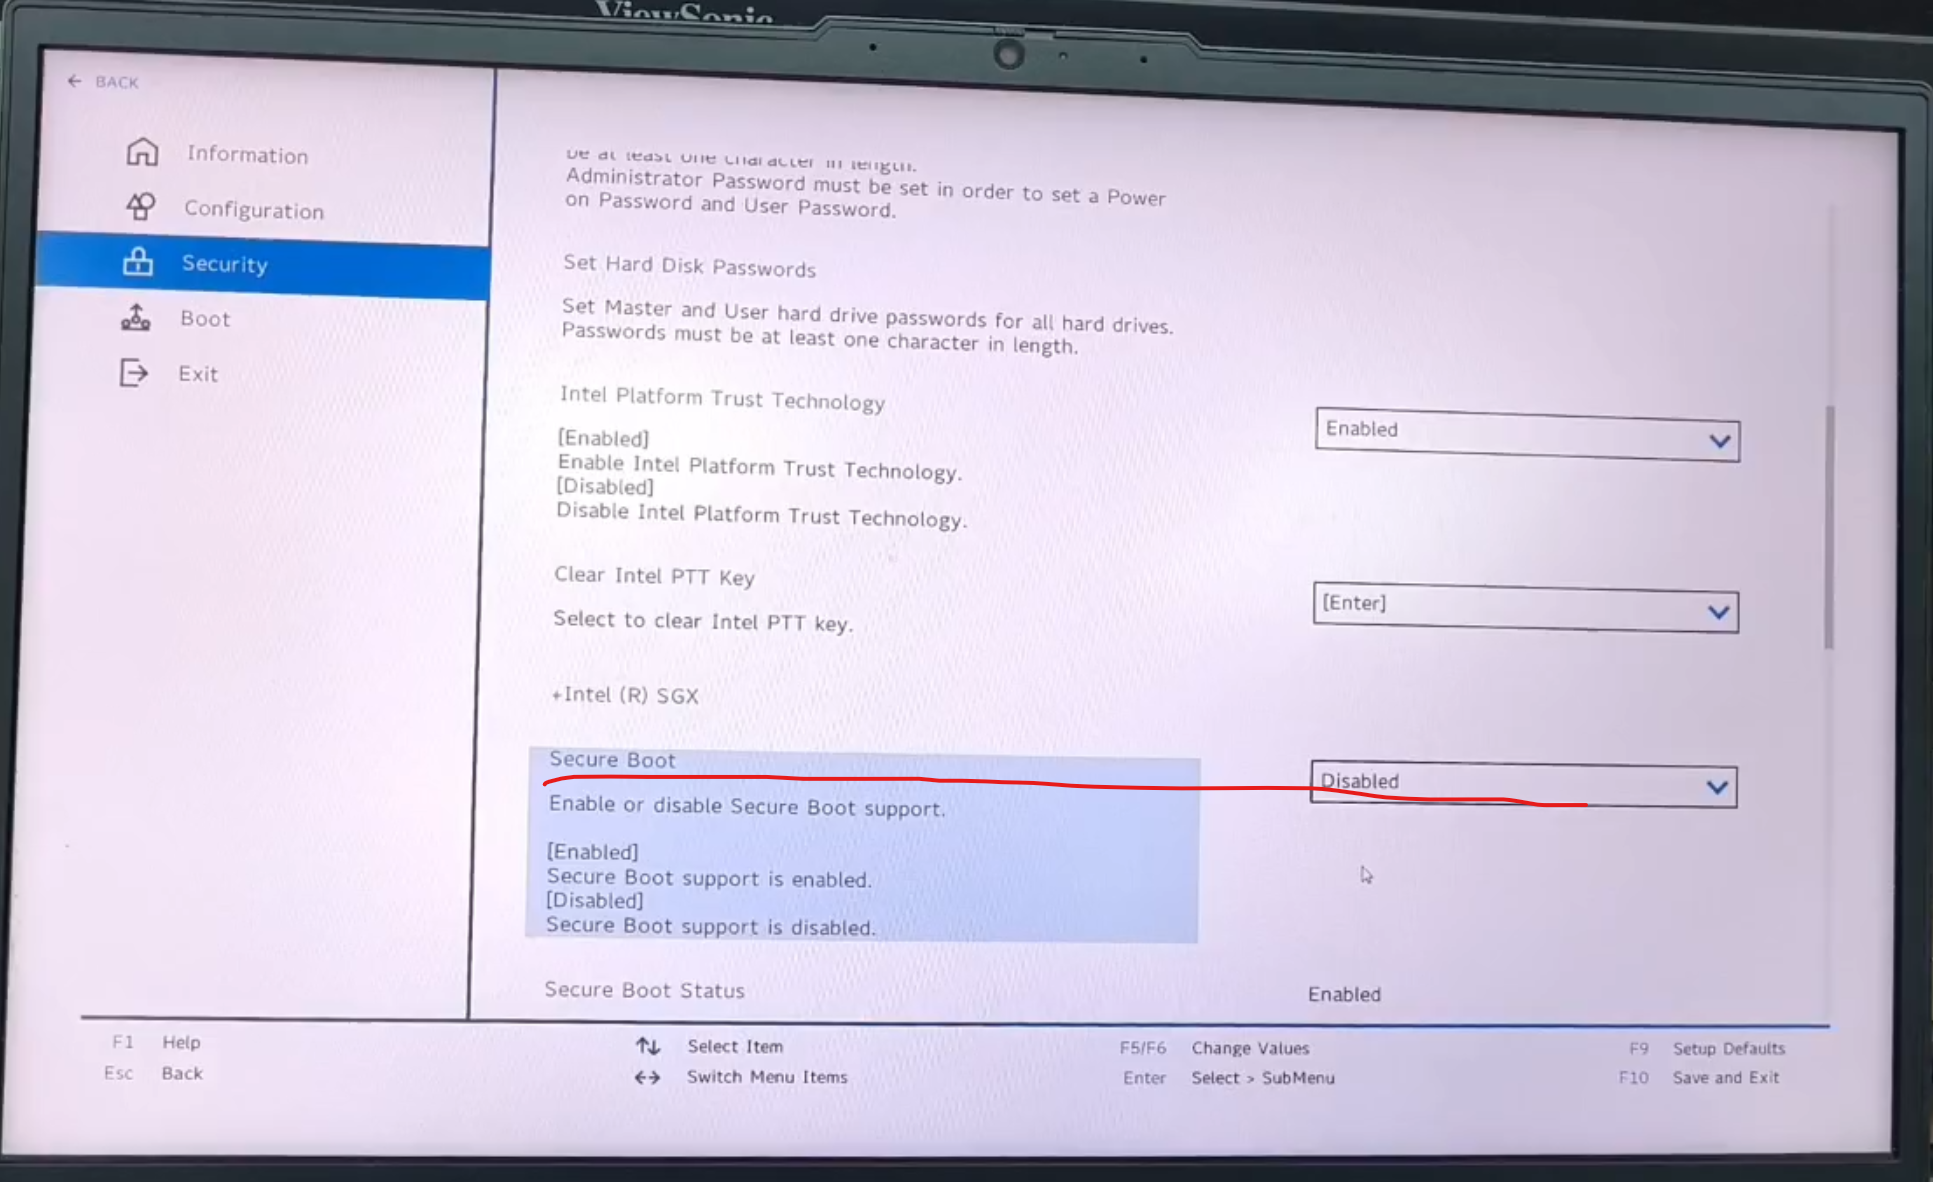 ViewSonic
← BACK
Information
Configuration
Security
Boot
Exit
be at least one character in length.
Administrator Password must be set in order to set a Power
on Password and User Password.
Set Hard Disk Passwords
Set Master and User hard drive passwords for all hard drives.
Passwords must be at least one character in length.
Intel Platform Trust Technology
Enabled
[Enabled]
Enable Intel Platform Trust Technology.
[Disabled]
Disable Intel Platform Trust Technology.
Clear Intel PTT Key
[Enter]
Select to clear Intel PTT key.
+Intel (R) SGX
Secure Boot
Disabled
Enable or disable Secure Boot support.
[Enabled]
Secure Boot support is enabled.
[Disabled]
Secure Boot support is disabled.
Secure Boot Status Enabled
F1 Help ↑↓ Select Item F5/F6 Change Values F9 Setup Defaults
Esc Back ←→ Switch Menu Items Enter Select > SubMenu F10 Save and Exit